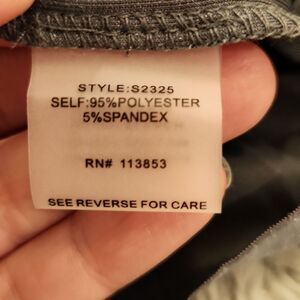 STYLE:S2325
SELF:95%POLYESTER
5%SPANDEX
RN# 113853
SEE REVERSE FOR CARE